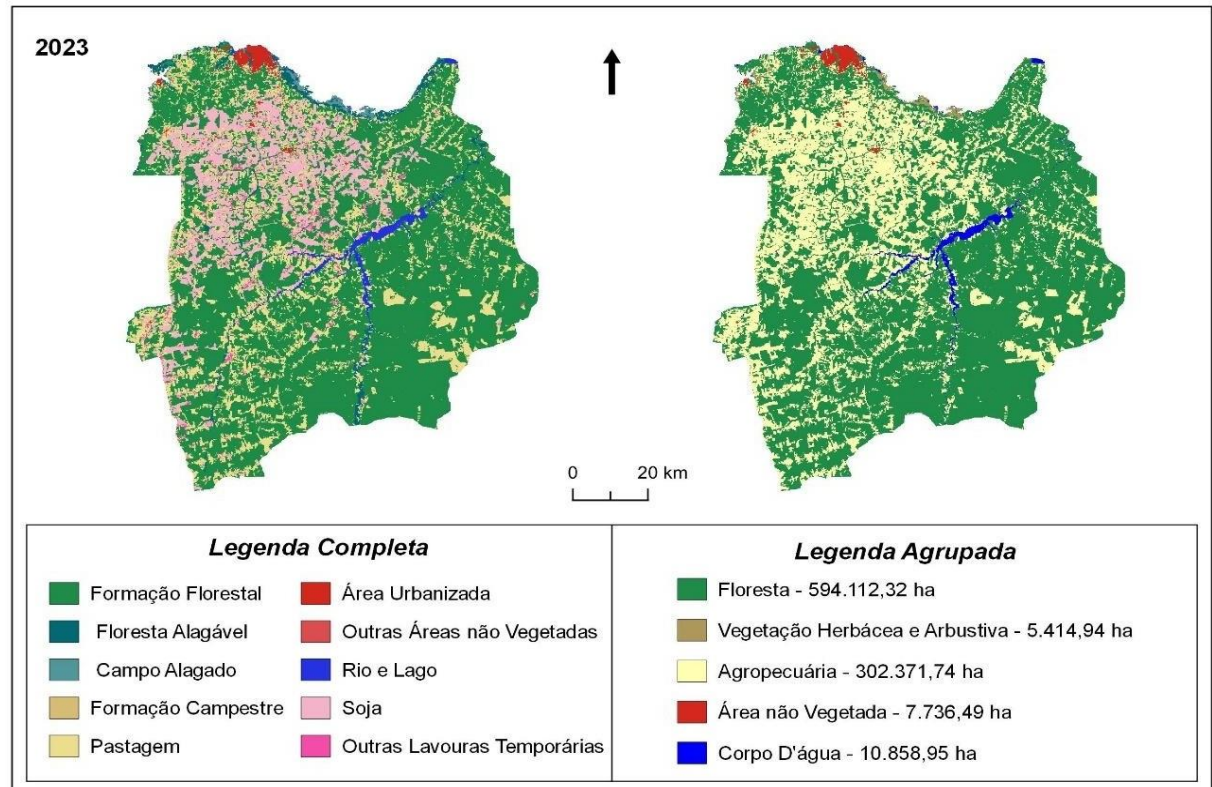 2023
0 20 km
Legenda Completa
Formação Florestal
Floresta Alagável
Campo Alagado
Formação Campestre
Pastagem
Área Urbanizada
Outras Áreas não Vegetadas
Rio e Lago
Soja
Outras Lavouras Temporárias
Legenda Agrupada
Floresta - 594.112,32 ha
Vegetação Herbácea e Arbustiva - 5.414,94 ha
Agropecuária - 302.371,74 ha
Área não Vegetada - 7.736,49 ha
Corpo D'água - 10.858,95 ha